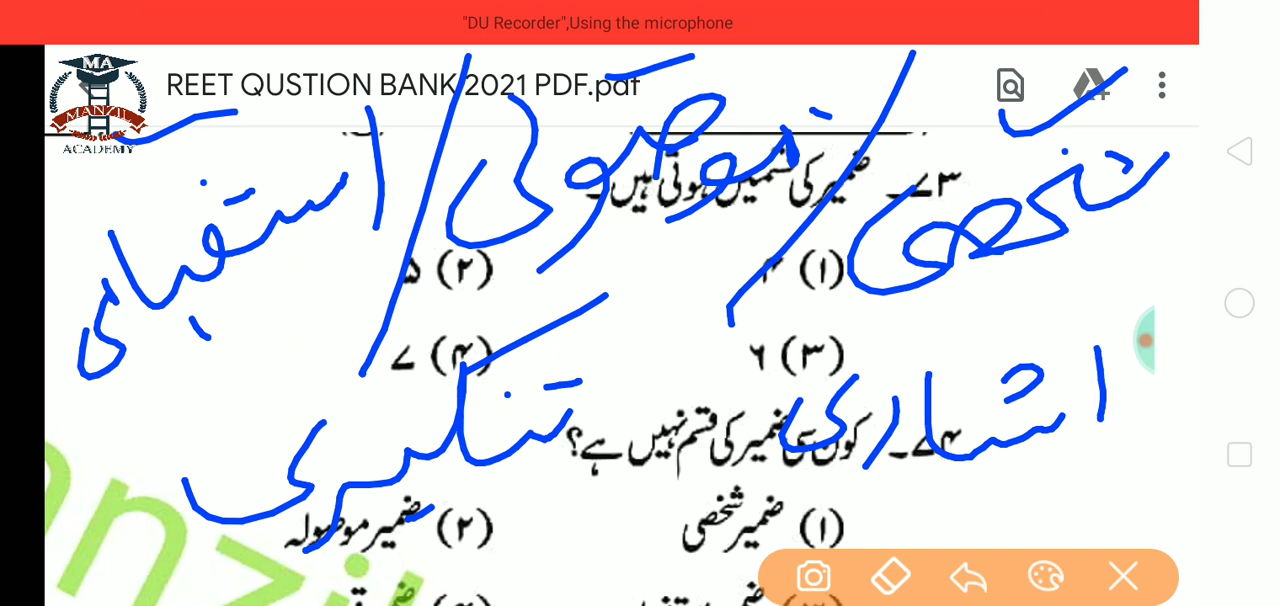 "DU Recorder",Using the microphone
MA
MANZIL
ACADEMY
REET QUSTION BANK 2021 PDF.pdf
شخصی / موصولی / استفہامی
۷۳۔ ضمیر کی قسمیں ہوتی ہیں۔
(۱) ۴ (۲) ۵
(۳) ۶ (۴) ۷
اشاری / تنکیری
۷۴۔ کون سی ضمیر کی قسم نہیں ہے؟
(۱) ضمیر شخصی (۲) ضمیر موصولہ